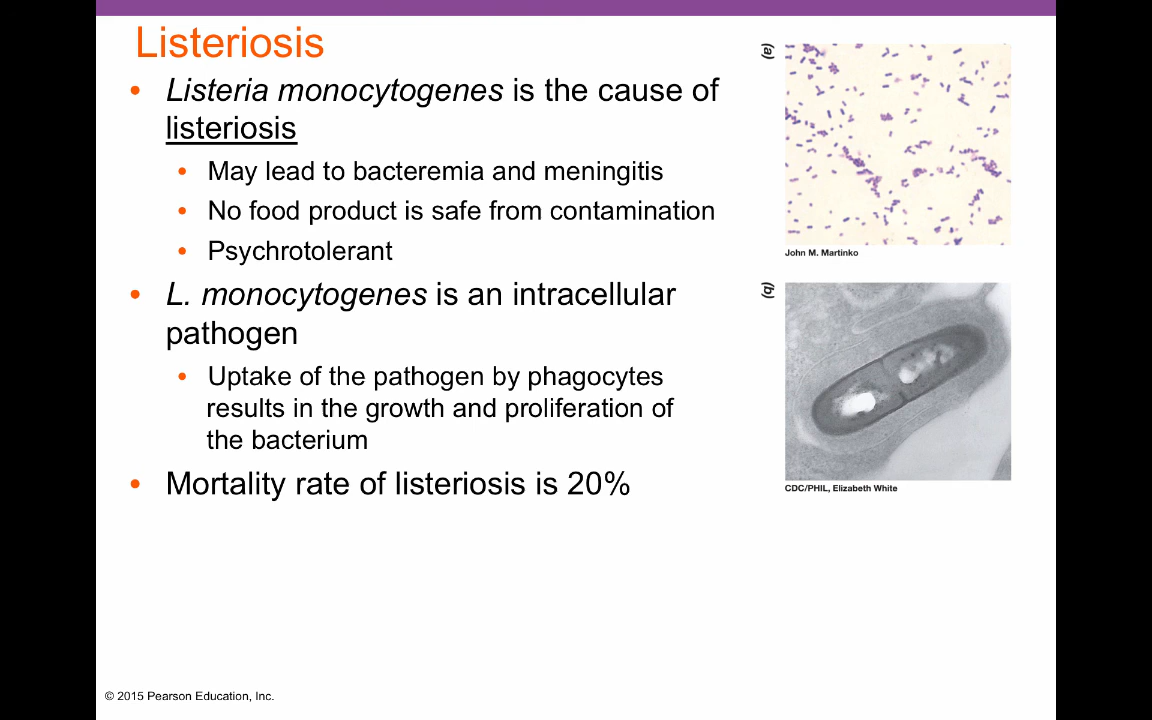 Listeriosis
• Listeria monocytogenes is the cause of
listeriosis
• May lead to bacteremia and meningitis
• No food product is safe from contamination
• Psychrotolerant
• L. monocytogenes is an intracellular
pathogen
• Uptake of the pathogen by phagocytes
results in the growth and proliferation of
the bacterium
• Mortality rate of listeriosis is 20%
(a)
John M. Martinko
(b)
CDC/PHIL, Elizabeth White
© 2015 Pearson Education, Inc.